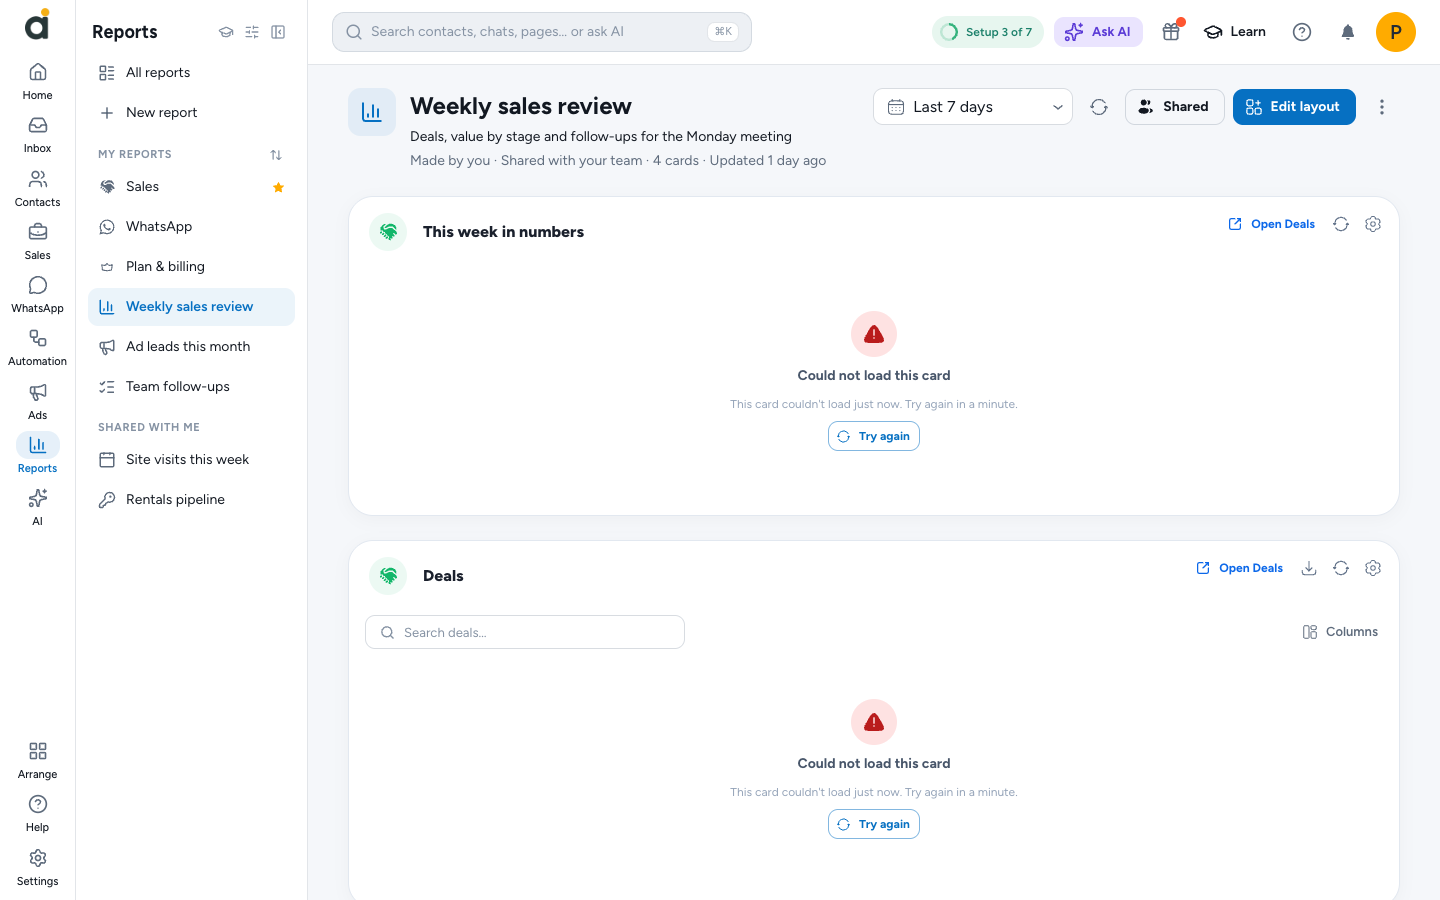 Reports
Search contacts, chats, pages... or ask AI
⌘K
Setup 3 of 7
Ask AI
Learn
P
Home
Inbox
Contacts
Sales
WhatsApp
Automation
Ads
Reports
AI
Arrange
Help
Settings
All reports
New report
MY REPORTS
Sales
WhatsApp
Plan & billing
Weekly sales review
Ad leads this month
Team follow-ups
SHARED WITH ME
Site visits this week
Rentals pipeline
Weekly sales review
Deals, value by stage and follow-ups for the Monday meeting
Made by you · Shared with your team · 4 cards · Updated 1 day ago
Last 7 days
Shared
Edit layout
This week in numbers
Open Deals
Could not load this card
This card couldn't load just now. Try again in a minute.
Try again
Deals
Open Deals
Search deals...
Columns
Could not load this card
This card couldn't load just now. Try again in a minute.
Try again